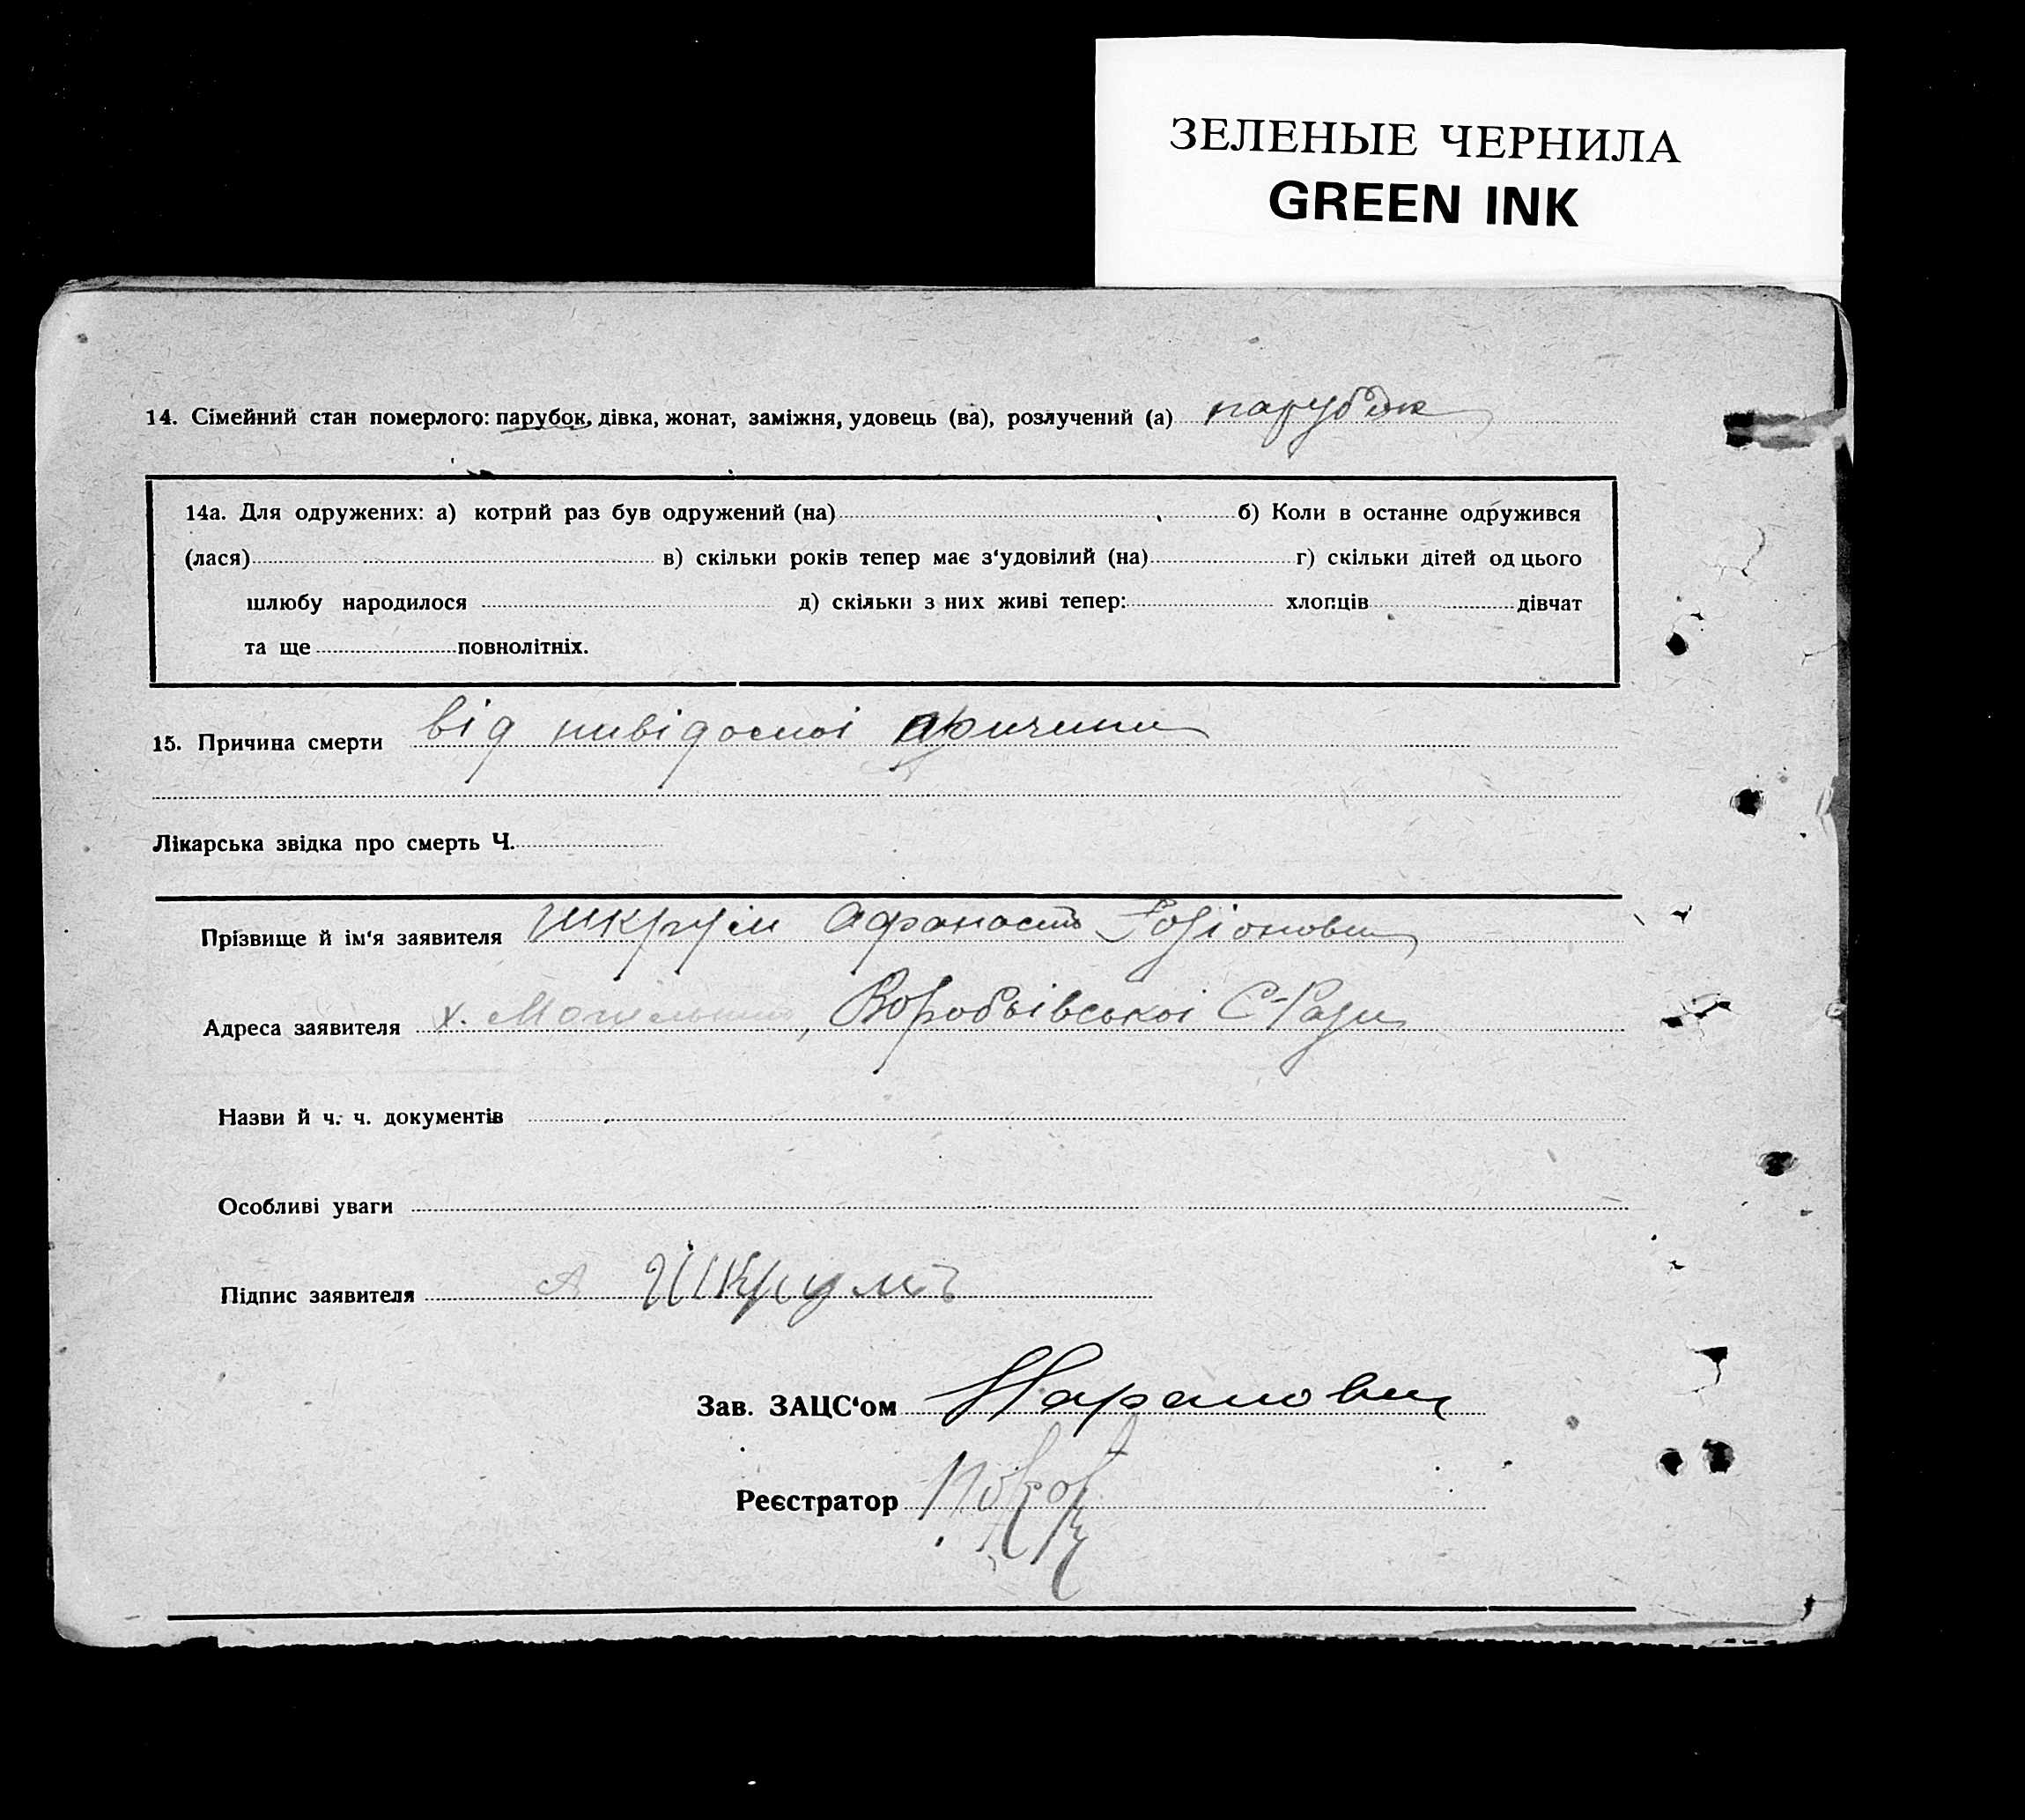 ЗЕЛЕНЫЕ ЧЕРНИЛА
GREEN INK
14. Сімейний стан померлого: парубок, дівка, жонат, заміжня, удовець (ва), розлучений (а) парубок
14а. Для одружених: а) котрий раз був одружений (на) б) Коли в останне одружився
(лася) в) скільки років тепер має з'удовілий (на) г) скільки дітей од цього
шлюбу народилося д) скільки з них живі тепер: хлопців дівчат
та ще повнолітніх.
15. Причина смерти від невідомої причини
Лікарська звідка про смерть Ч.
Прізвище й ім'я заявителя Шкрум Афанасій Родіонович
Адреса заявителя х. Воробьівської С-Ради
Назви й ч. ч. документів
Особливі уваги
Підпис заявителя А Шкрумъ
Зав. ЗАЦС'ом
Реєстратор